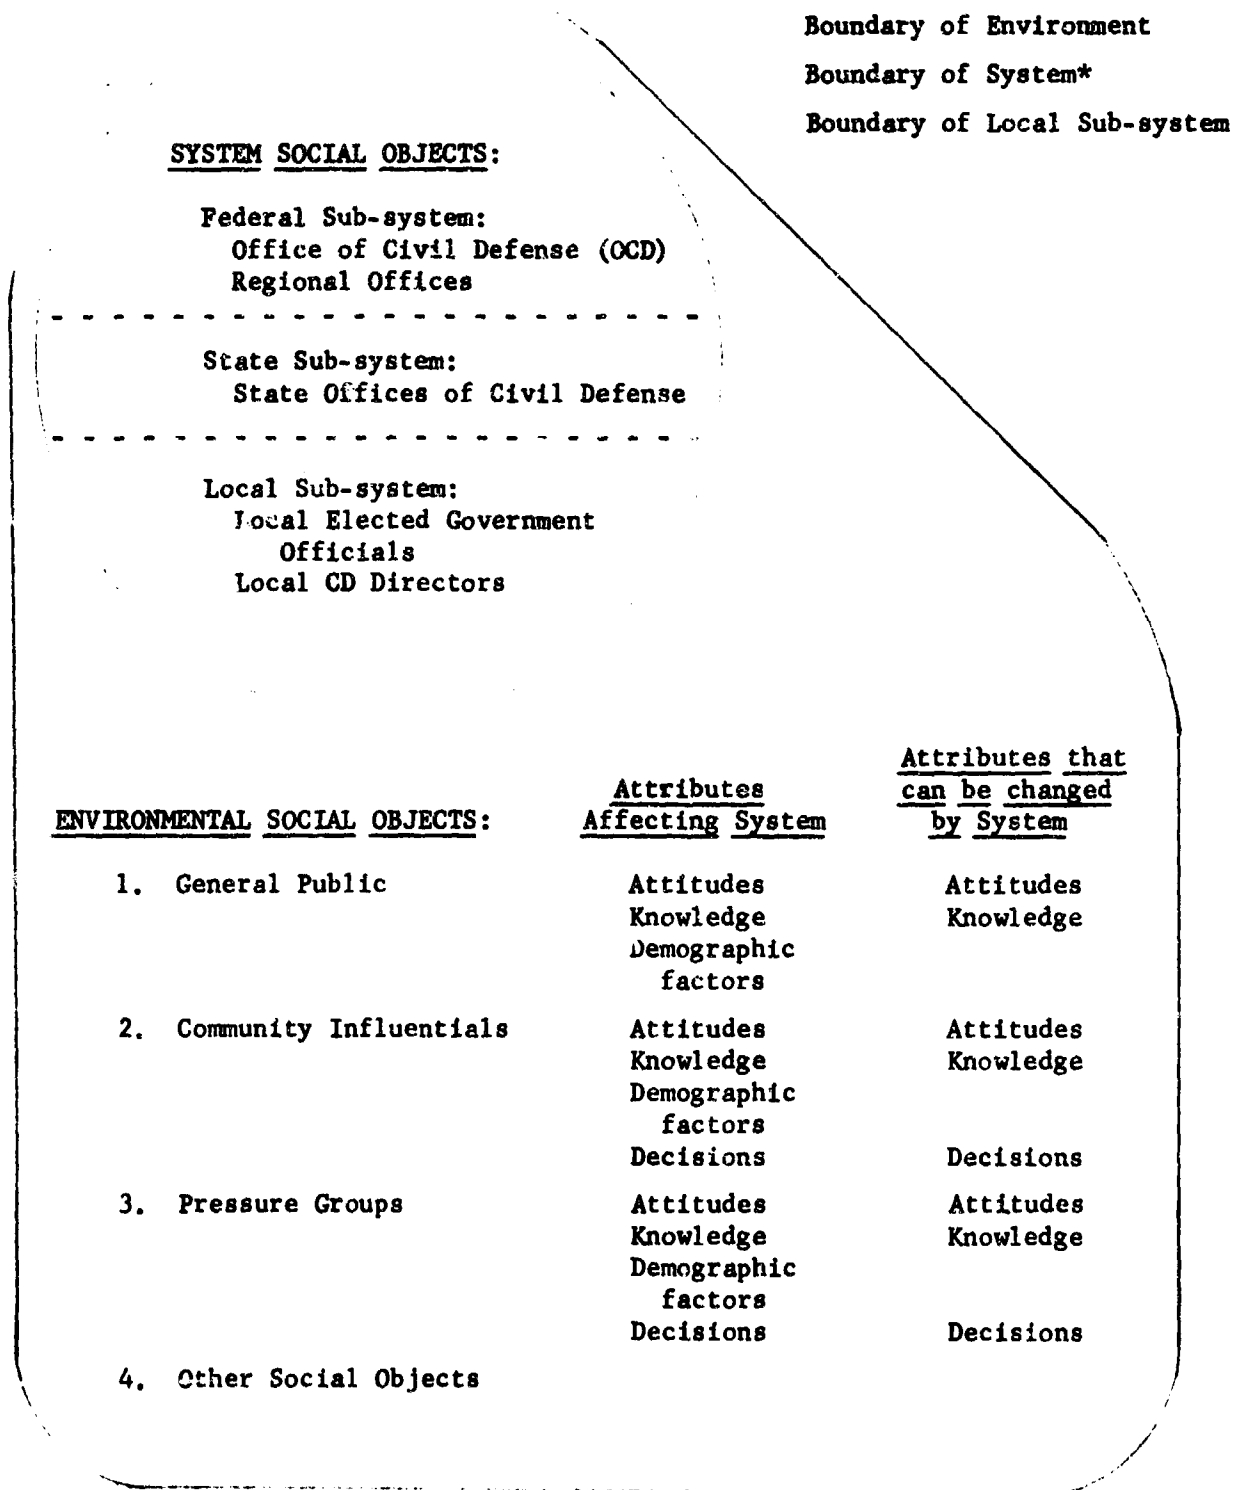 Boundary of Environment
Boundary of System*
Boundary of Local Sub-system
SYSTEM SOCIAL OBJECTS:
Federal Sub-system:
Office of Civil Defense (OCD)
Regional Offices
State Sub-system:
State Offices of Civil Defense
Local Sub-system:
Local Elected Government
Officials
Local CD Directors
Attributes that
Attributes can be changed
ENVIRONMENTAL SOCIAL OBJECTS: Affecting System by System
1. General Public Attitudes Attitudes
Knowledge Knowledge
Demographic
factors
2. Community Influentials Attitudes Attitudes
Knowledge Knowledge
Demographic
factors
Decisions Decisions
3. Pressure Groups Attitudes Attitudes
Knowledge Knowledge
Demographic
factors
Decisions Decisions
4. Other Social Objects